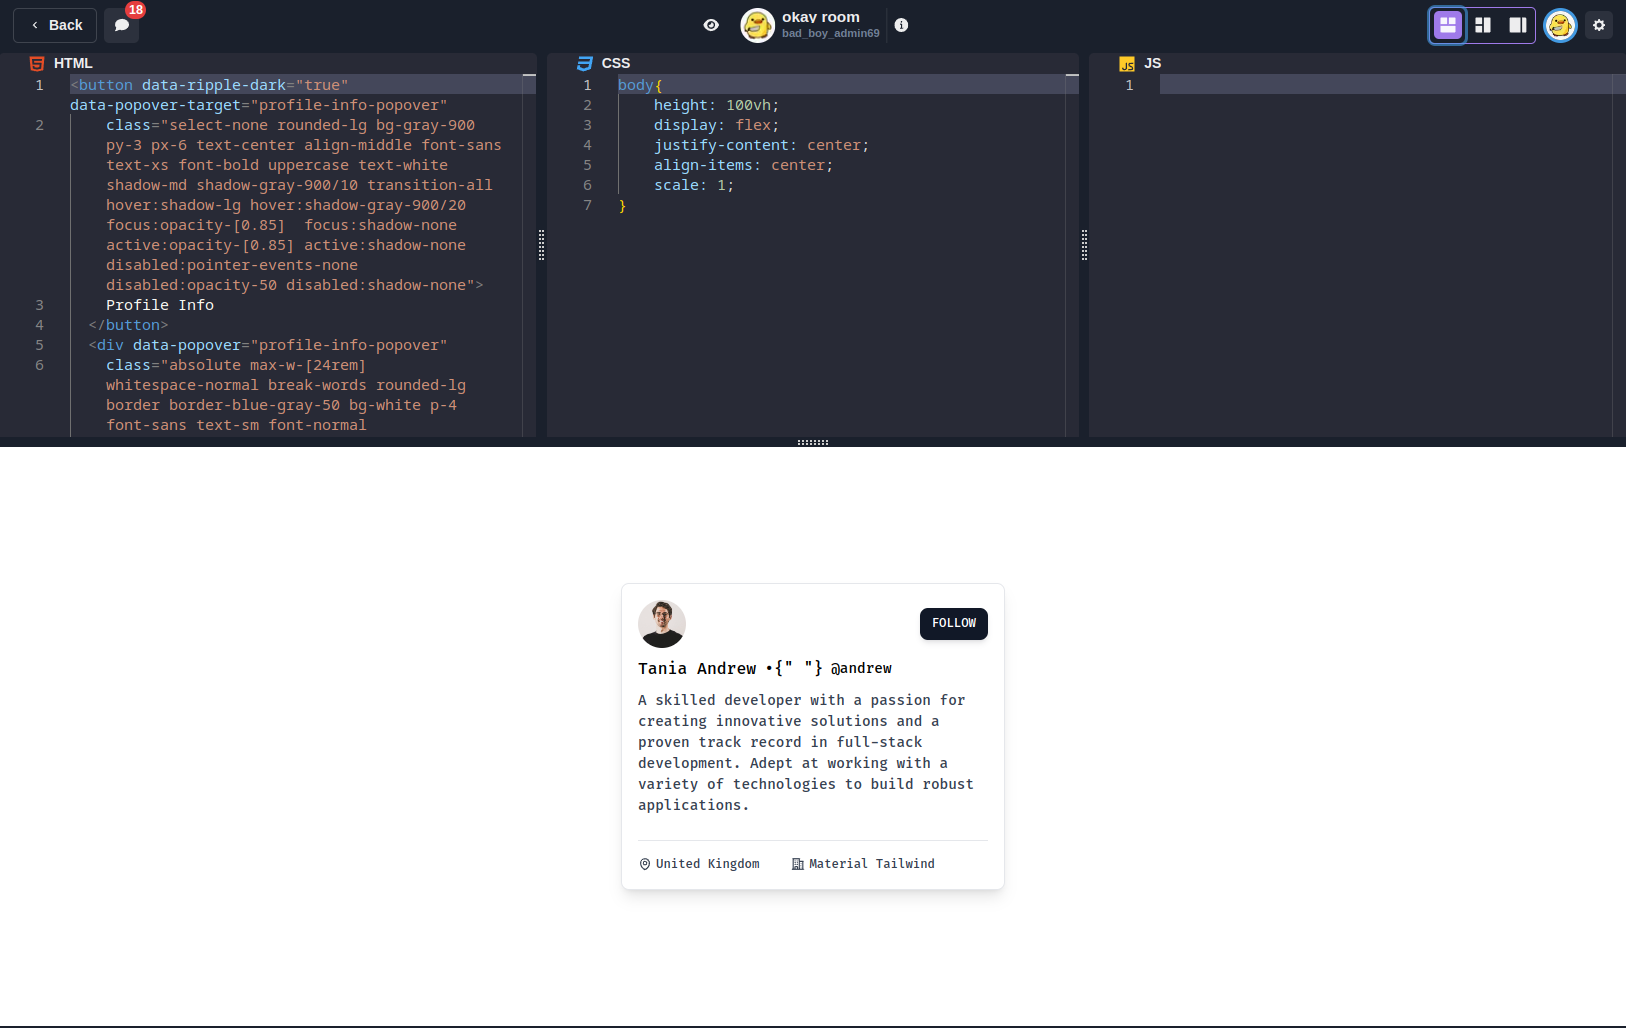 Back
18
okay room
bad_boy_admin69
HTML
1 <button data-ripple-dark="true"
data-popover-target="profile-info-popover"
2 class="select-none rounded-lg bg-gray-900
py-3 px-6 text-center align-middle font-sans
text-xs font-bold uppercase text-white
shadow-md shadow-gray-900/10 transition-all
hover:shadow-lg hover:shadow-gray-900/20
focus:opacity-[0.85]  focus:shadow-none
active:opacity-[0.85] active:shadow-none
disabled:pointer-events-none
disabled:opacity-50 disabled:shadow-none">
3 Profile Info
4 </button>
5 <div data-popover="profile-info-popover"
6 class="absolute max-w-[24rem]
whitespace-normal break-words rounded-lg
border border-blue-gray-50 bg-white p-4
font-sans text-sm font-normal
CSS
1 body{
2 height: 100vh;
3 display: flex;
4 justify-content: center;
5 align-items: center;
6 scale: 1;
7 }
JS
JS
1
FOLLOW
Tania Andrew •{" "} @andrew
A skilled developer with a passion for
creating innovative solutions and a
proven track record in full-stack
development. Adept at working with a
variety of technologies to build robust
applications.
United Kingdom
Material Tailwind